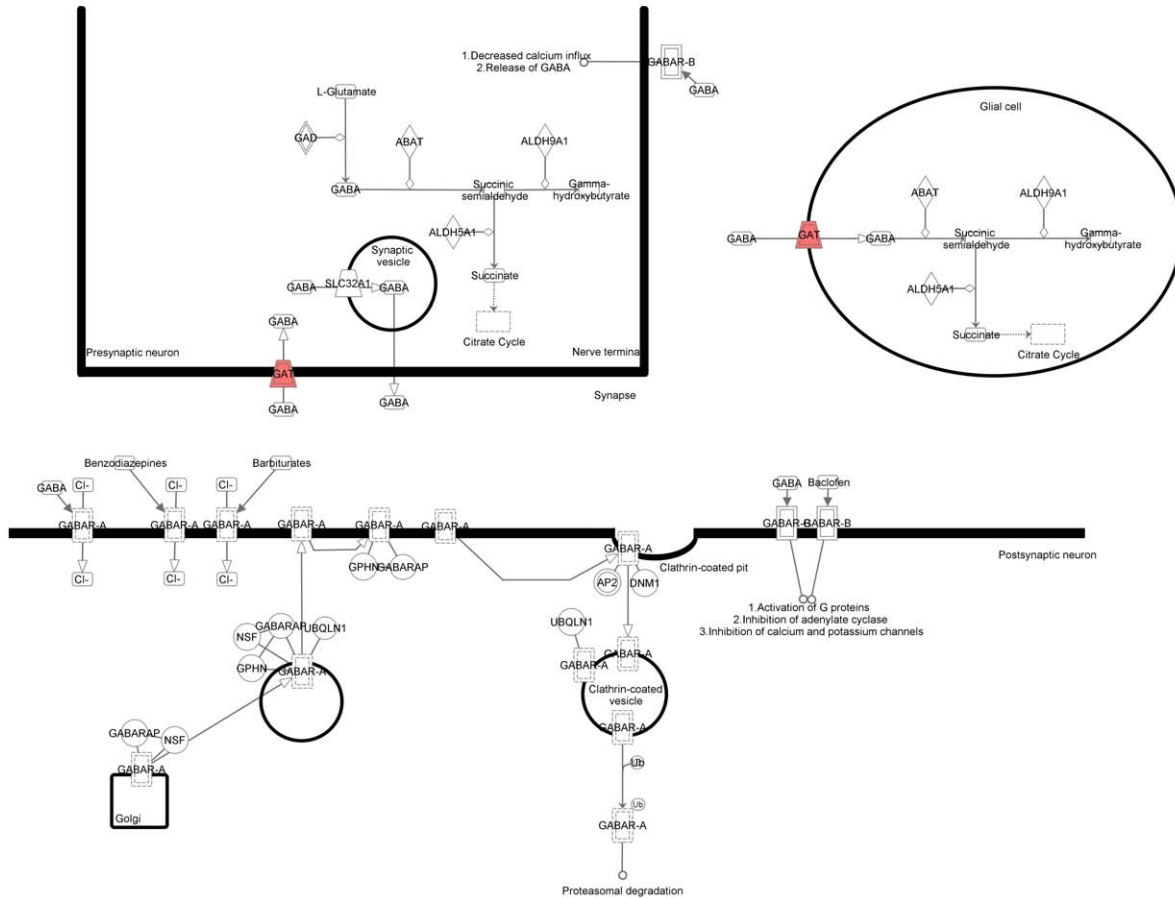 1.Decreased calcium influx
2.Release of GABA
GABAR-B
GABA
L-Glutamate
GAD
ABAT
ALDH9A1
GABA
Succinic
semialdehyde
Gamma-
hydroxybutyrate
ALDH5A1
Synaptic
vesicle
SLC32A1
GABA
GABA
Succinate
Citrate Cycle
GABA
Presynaptic neuron
Nerve termina
GAT
GABA
GABA
Synapse
Glial cell
ABAT
ALDH9A1
GABA
GAT
GABA
Succinic
semialdehyde
Gamma-
hydroxybutyrate
ALDH5A1
Succinate
Citrate Cycle
Benzodiazepines
Barbiturates
GABA
Cl-
Cl-
Cl-
GABAR-A
GABAR-A
GABAR-A
GABAR-A
GABAR-A
GABAR-A
Cl-
Cl-
Cl-
GPHN
GABARAP
GABAR-A
AP2
DNM1
Clathrin-coated pit
GABA
Baclofen
GABAR-B
GABAR-B
Postsynaptic neuron
1.Activation of G proteins
2.Inhibition of adenylate cyclase
3.Inhibition of calcium and potassium channels
GABARAP
UBQLN1
NSF
GPHN
GABAR-A
UBQLN1
GABAR-A
GABAR-A
Clathrin-coated
vesicle
GABAR-A
GABARAP
NSF
GABAR-A
Golgi
Ub
Ub
GABAR-A
Proteasomal degradation